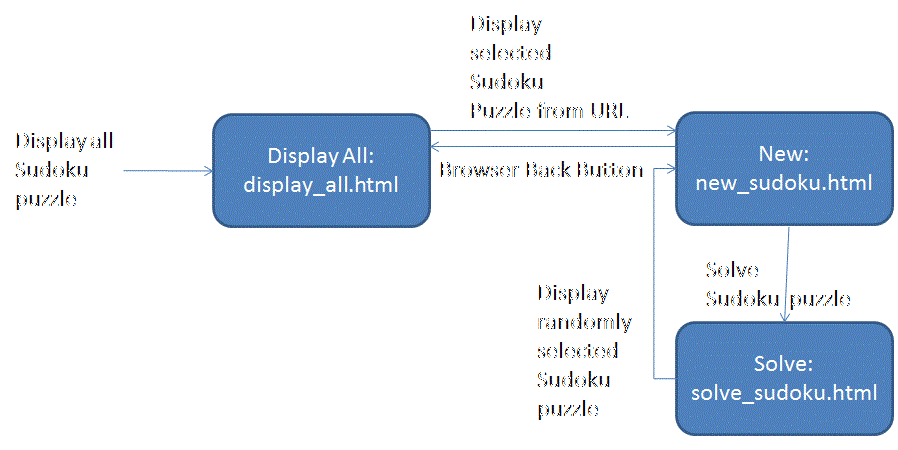 Display
selected
Sudoku
Puzzle from URL
Display all
Sudoku
puzzle
Display All:
display_all.html
Browser Back Button
New:
new_sudoku.html
Solve
Sudoku puzzle
Display
randomly
selected
Sudoku
puzzle
Solve:
solve_sudoku.html